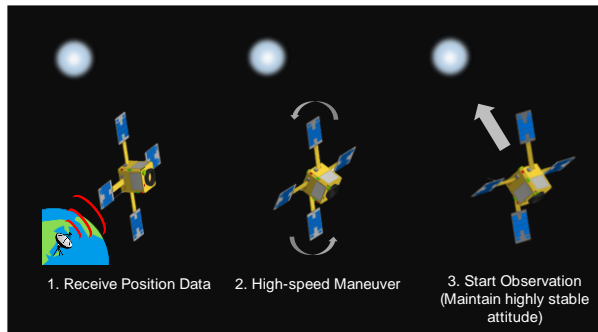 1. Receive Position Data
2. High-speed Maneuver
3. Start Observation
(Maintain highly stable
attitude)